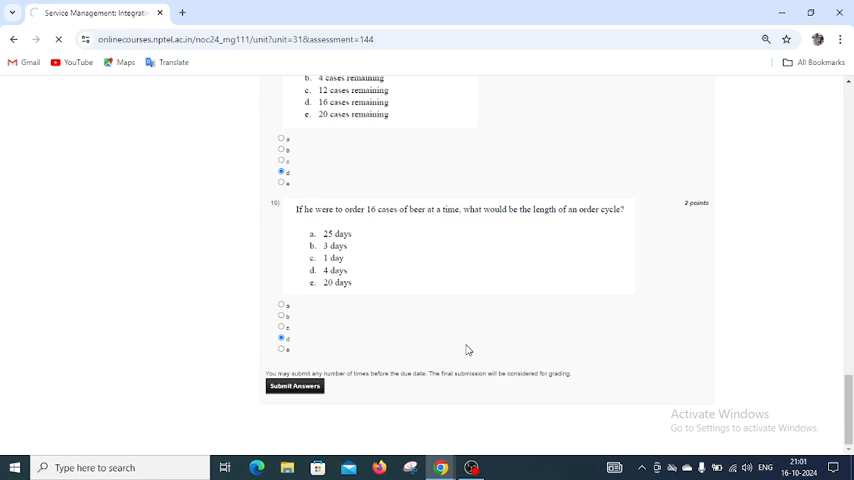 Service Management: Integrati
onlinecourses.nptel.ac.in/noc24_mg111/unit?unit=31&assessment=144
Gmail YouTube Maps Translate All Bookmarks
b. 4 cases remaining
c. 12 cases remaining
d. 16 cases remaining
e. 20 cases remaining
a
b
c
d
e
10) If he were to order 16 cases of beer at a time, what would be the length of an order cycle? 2 points
a. 25 days
b. 3 days
c. 1 day
d. 4 days
e. 20 days
a
b
c
d
e
You may submit any number of times before the due date. The final submission will be considered for grading.
Submit Answers
Activate Windows
Go to Settings to activate Windows.
Type here to search
ENG
21:01
16-10-2024